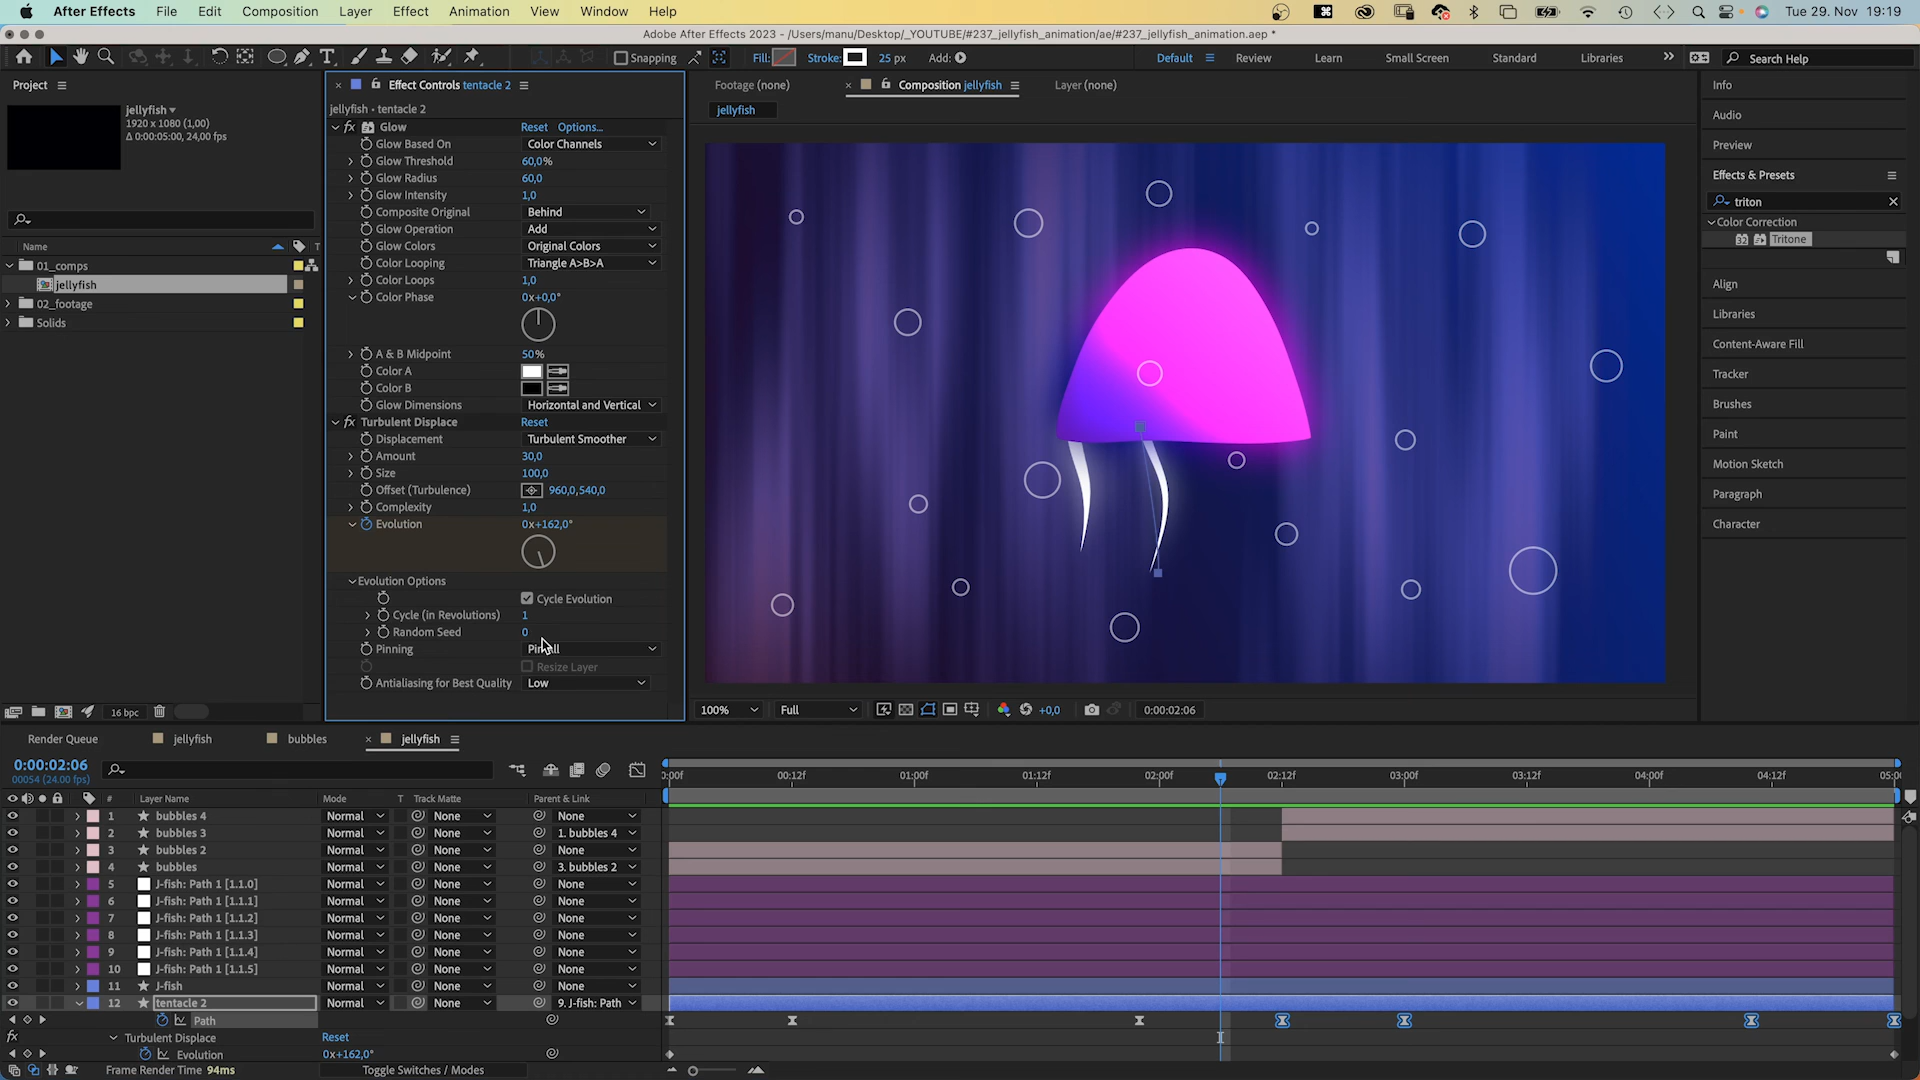 After Effects File Edit Composition Layer Effect Animation View Window Help Tue 29. Nov 19:19
Adobe After Effects 2023 - /Users/manu/Desktop/_YOUTUBE/#237_jellyfish_animation/ae/#237_jellyfish_animation.aep *
Snapping Fill: Stroke: 25 px Add: Default Review Learn Small Screen Standard Libraries Search Help
Project Effect Controls tentacle 2 Footage (none) Composition jellyfish Layer (none) Info
jellyfish 1920 x 1080 (1,00) Δ 0:00:05:00, 24,00 fps
jellyfish • tentacle 2 jellyfish
Audio
Preview
Effects & Presets
triton
Color Correction
32 Tritone
Align
Libraries
Content-Aware Fill
Tracker
Brushes
Paint
Motion Sketch
Paragraph
Character
Name T
01_comps
jellyfish
02_footage
Solids
16 bpc
fx Glow Reset Options...
Glow Based On Color Channels
Glow Threshold 60,0%
Glow Radius 60,0
Glow Intensity 1,0
Composite Original Behind
Glow Operation Add
Glow Colors Original Colors
Color Looping Triangle A>B>A
Color Loops 1,0
Color Phase 0x+0,0°
A & B Midpoint 50%
Color A
Color B
Glow Dimensions Horizontal and Vertical
fx Turbulent Displace Reset
Displacement Turbulent Smoother
Amount 30,0
Size 100,0
Offset (Turbulence) 960,0,540,0
Complexity 1,0
Evolution 0x+162,0°
Evolution Options
Cycle Evolution
Cycle (in Revolutions) 1
Random Seed 0
Pinning
Resize Layer
Antialiasing for Best Quality Low
100% Full +0,0 0:00:02:06
Render Queue jellyfish bubbles jellyfish
0:00:02:06
00054 (24.00 fps)
:00f 00:12f 01:00f 01:12f 02:00f 02:12f 03:00f 03:12f 04:00f 04:12f 05:0
# Layer Name Mode T Track Matte Parent & Link
1 bubbles 4 Normal None None
2 bubbles 3 Normal None 1. bubbles 4
3 bubbles 2 Normal None None
4 bubbles Normal None 3. bubbles 2
5 J-fish: Path 1 [1.1.0] Normal None None
6 J-fish: Path 1 [1.1.1] Normal None None
7 J-fish: Path 1 [1.1.2] Normal None None
8 J-fish: Path 1 [1.1.3] Normal None None
9 J-fish: Path 1 [1.1.4] Normal None None
10 J-fish: Path 1 [1.1.5] Normal None None
11 J-fish Normal None None
12 tentacle 2 Normal None 9. J-fish: Path
Path
fx Turbulent Displace Reset
Evolution 0x+162,0°
Frame Render Time 94ms Toggle Switches / Modes